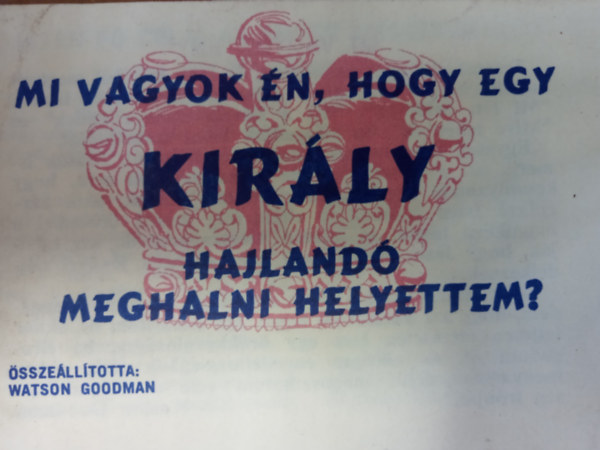 MI VAGYOK ÉN, HOGY EGY
KIRÁLY
HAJLANDÓ
MEGHALNI HELYETTEM?
ÖSSZEÁLLÍTOTTA:
WATSON GOODMAN